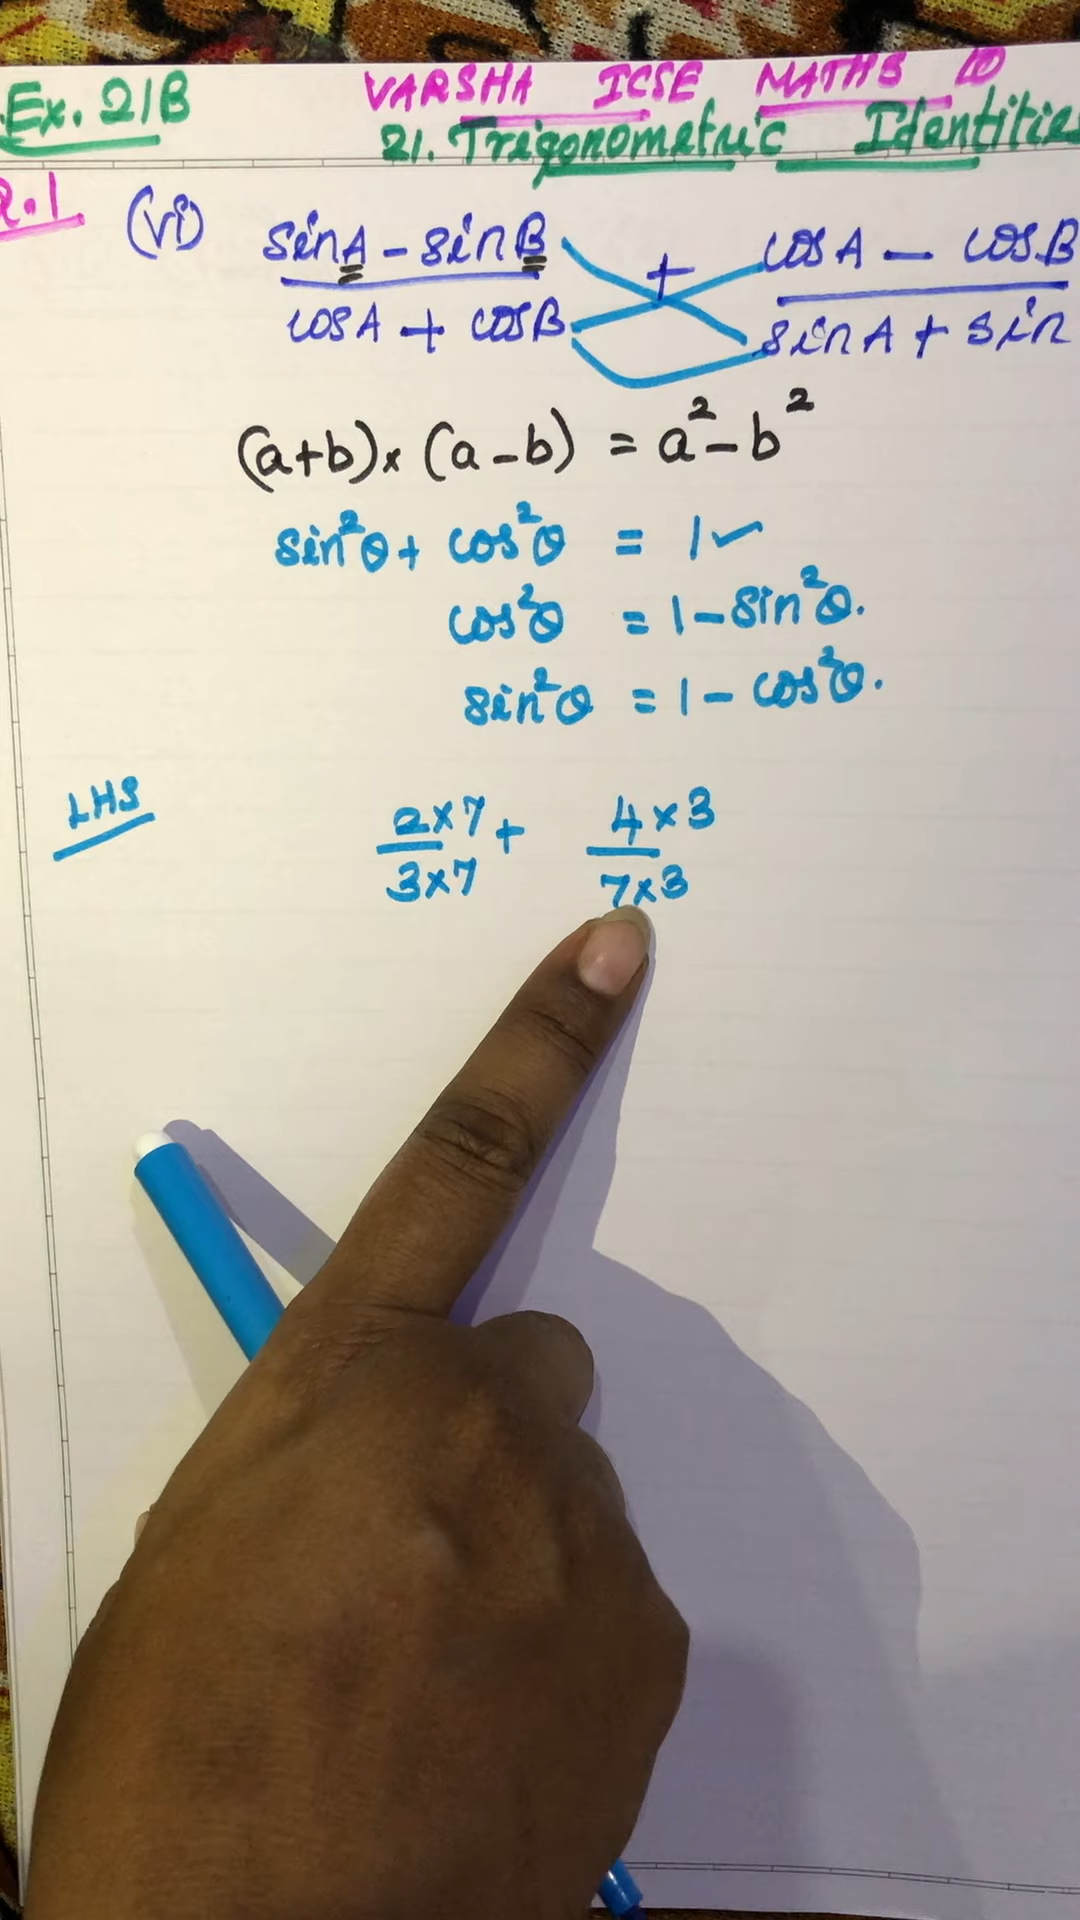 Ex. 21B
VARSHA ICSE MATHS 10
21. Trigonometric Identities
Q.1 (vi) sinA - sinB + cosA - cosB
cosA + cosB sinA + sin
(a+b)× (a-b) = a² - b²
sin²θ + cos²θ = 1 ✓
cos²θ = 1 - sin²θ.
sin²θ = 1 - cos²θ.
LHS 2×7 + 4×3
3×7 7×3